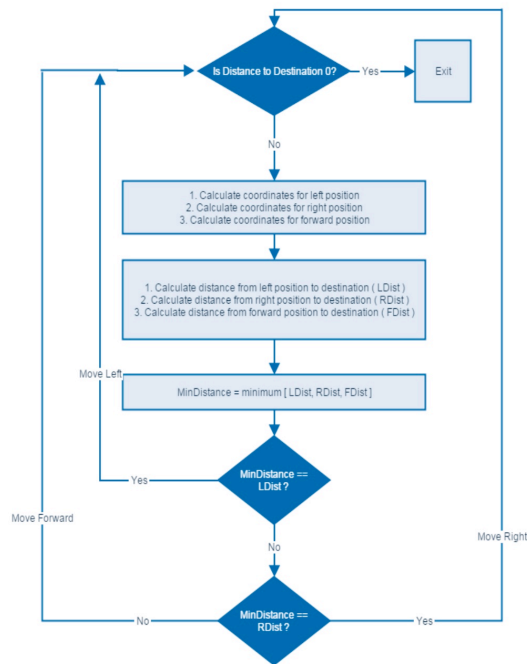 Is Distance to Destination 0?
Yes
Exit
No
1. Calculate coordinates for left position
2. Calculate coordinates for right position
3. Calculate coordinates for forward position
1. Calculate distance from left position to destination ( LDist )
2. Calculate distance from right position to destination ( RDist )
3. Calculate distance from forward position to destination ( FDist )
Move Left
MinDistance = minimum [ LDist, RDist, FDist ]
MinDistance ==
LDist ?
Yes
Move Forward
Move Right
No
MinDistance ==
RDist ?
No
Yes